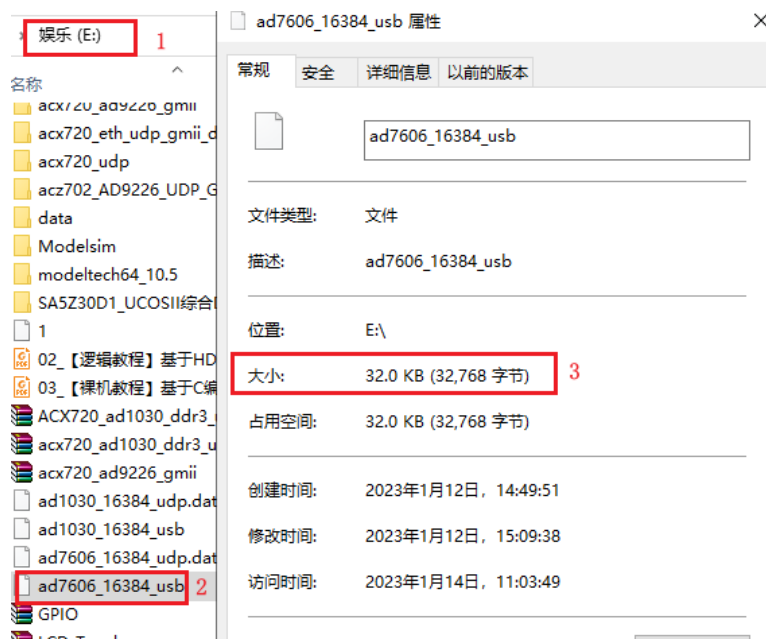 娱乐 (E:)
1
名称
acx720_ad9226_gmii
acx720_eth_udp_gmii_d
acx720_udp
acz702_AD9226_UDP_G
data
Modelsim
modeltech64_10.5
SA5Z30D1_UCOSII综合
1
02_【逻辑教程】基于HD
03_【裸机教程】基于C编
ACX720_ad1030_ddr3_
acx720_ad1030_ddr3_u
acx720_ad9226_gmii
ad1030_16384_udp.dat
ad1030_16384_usb
ad7606_16384_udp.dat
ad7606_16384_usb 2
GPIO
ad7606_16384_usb 属性
常规 安全 详细信息 以前的版本
ad7606_16384_usb
文件类型: 文件
描述: ad7606_16384_usb
位置: E:\
大小: 32.0 KB (32,768 字节) 3
占用空间: 32.0 KB (32,768 字节)
创建时间: 2023年1月12日，14:49:51
修改时间: 2023年1月12日，15:09:38
访问时间: 2023年1月14日，11:03:49